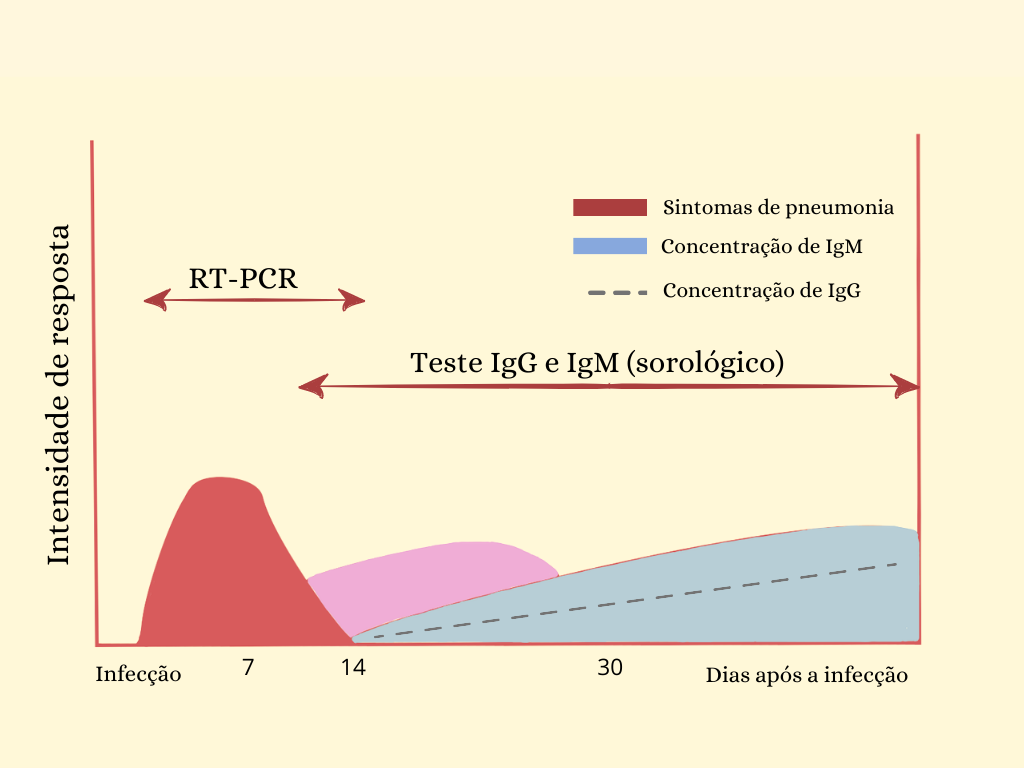 Intensidade de resposta
Sintomas de pneumonia
Concentração de IgM
Concentração de IgG
RT-PCR
Teste IgG e IgM (sorológico)
Infecção
7
14
30
Dias após a infecção